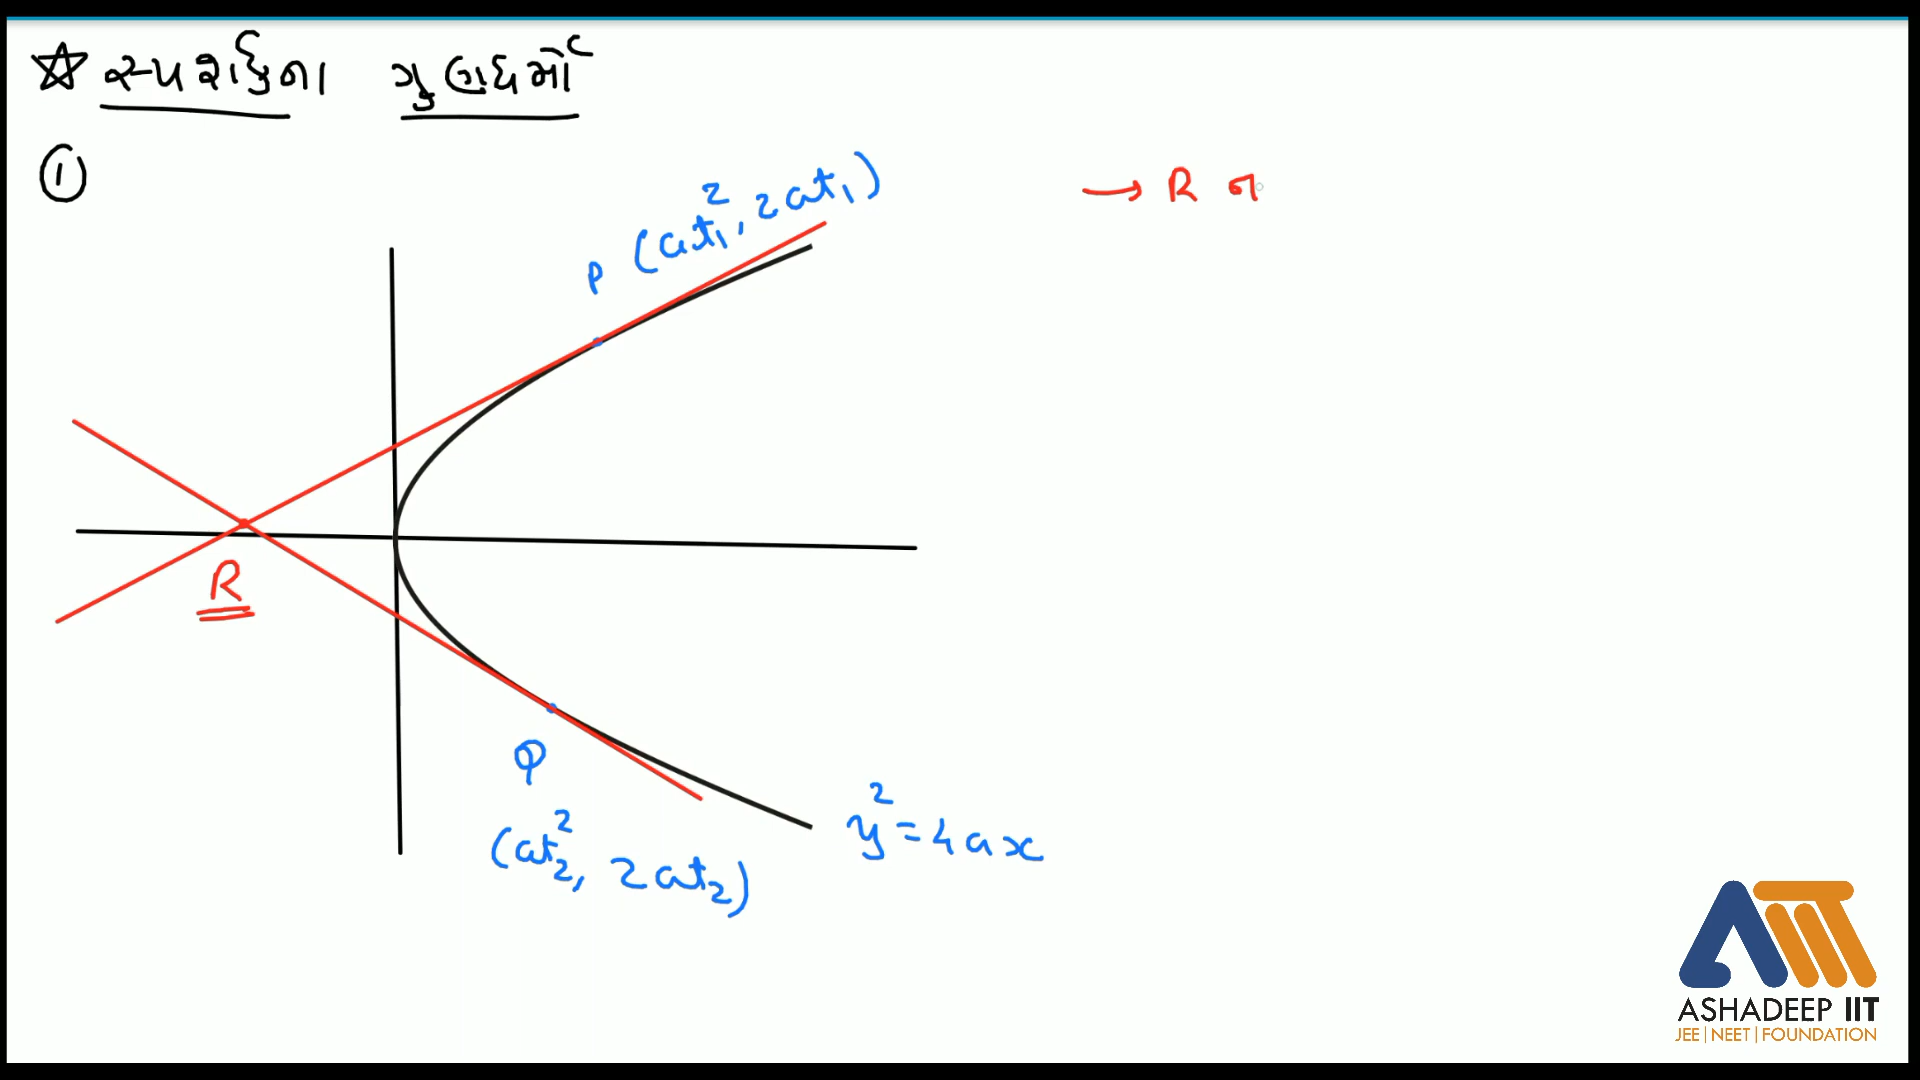 ☆ સ્પર્શકના ગુણધર્મો
①
P (at₁², 2at₁)
→ R ન
R
Q
(at₂², 2at₂)
y² = 4ax
ASHADEEP IIT
JEE | NEET | FOUNDATION